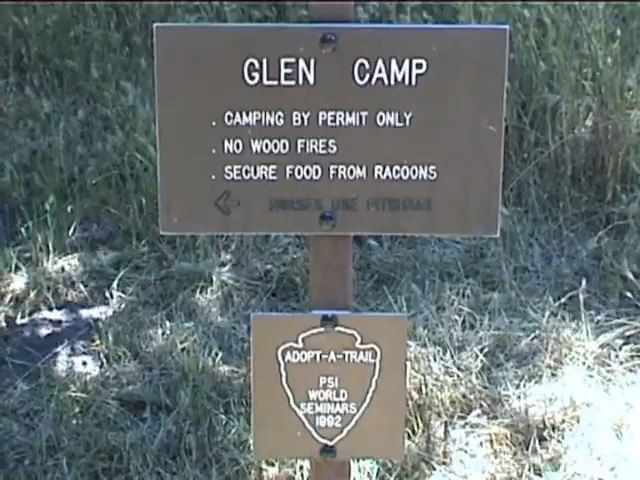 GLEN CAMP
. CAMPING BY PERMIT ONLY
. NO WOOD FIRES
. SECURE FOOD FROM RACOONS
ADOPT-A-TRAIL
PSI
WORLD
SEMINARS
1992